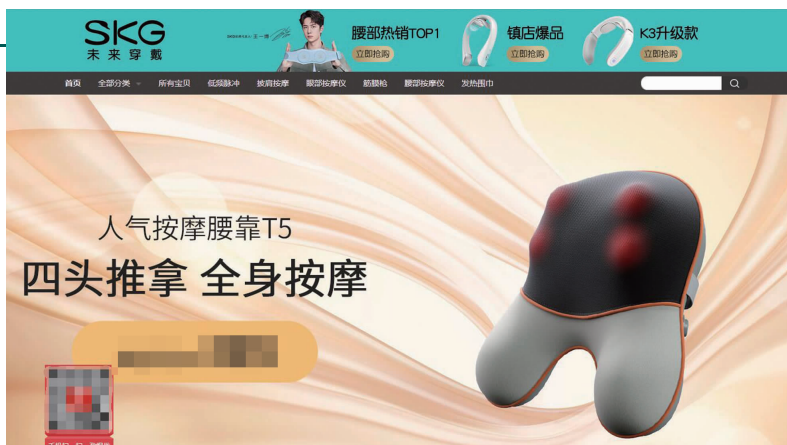 SKG
未来穿戴
王一博
腰部热销TOP1
立即抢购
镇店爆品
立即抢购
K3升级款
立即抢购
首页 全部分类 所有宝贝 低频脉冲 披肩按摩 眼部按摩仪 筋膜枪 腰部按摩仪 发热围巾
人气按摩腰靠T5
四头推拿 全身按摩